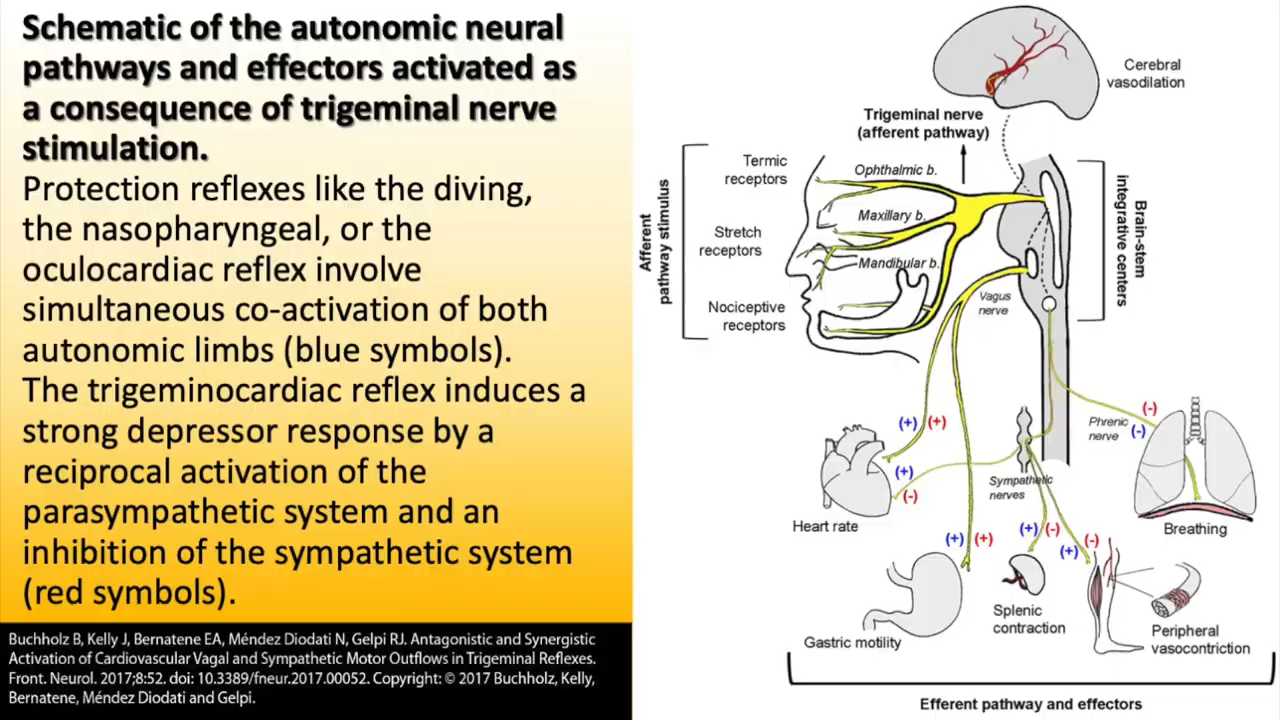 Schematic of the autonomic neural
pathways and effectors activated as
a consequence of trigeminal nerve
stimulation.
Protection reflexes like the diving,
the nasopharyngeal, or the
oculocardiac reflex involve
simultaneous co-activation of both
autonomic limbs (blue symbols).
The trigeminocardiac reflex induces a
strong depressor response by a
reciprocal activation of the
parasympathetic system and an
inhibition of the sympathetic system
(red symbols).
Buchholz B, Kelly J, Bernatene EA, Méndez Diodati N, Gelpi RJ. Antagonistic and Synergistic
Activation of Cardiovascular Vagal and Sympathetic Motor Outflows in Trigeminal Reflexes.
Front. Neurol. 2017;8:52. doi: 10.3389/fneur.2017.00052. Copyright: © 2017 Buchholz, Kelly,
Bernatene, Méndez Diodati and Gelpi.
Cerebral
vasodilation
Trigeminal nerve
(afferent pathway)
Afferent
pathway stimulus
Termic
receptors
Stretch
receptors
Nociceptive
receptors
Ophthalmic b.
Maxillary b.
Mandibular b.
Vagus
nerve
Brain-stem
integrative centers
Phrenic
nerve
(-)
(-)
(+) (+)
(+)
(-)
Sympathetic
nerves
Heart rate
Breathing
(+) (+)
(+) (-)
(+) (-)
Gastric motility
Splenic
contraction
Peripheral
vasocontriction
Efferent pathway and effectors